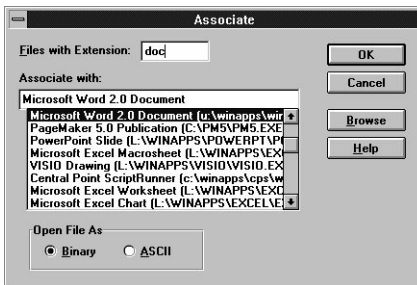 Associate
Files with Extension: doc
OK
Cancel
Associate with:
Microsoft Word 2.0 Document
Browse
Help
Microsoft Word 2.0 Document (u:\winapps\win
PageMaker 5.0 Publication (C:\PM5\PM5.EXE
PowerPoint Slide (L:\WINAPPS\POWERPT\P
Microsoft Excel Macrosheet (L:\WINAPPS\EX
VISIO Drawing (L:\WINAPPS\VISIO\VISIO.EX
Central Point ScriptRunner (c:\winapps\cps\w
Microsoft Excel Worksheet (L:\WINAPPS\EXC
Microsoft Excel Chart (L:\WINAPPS\EXCEL\E
Open File As
Binary ASCII